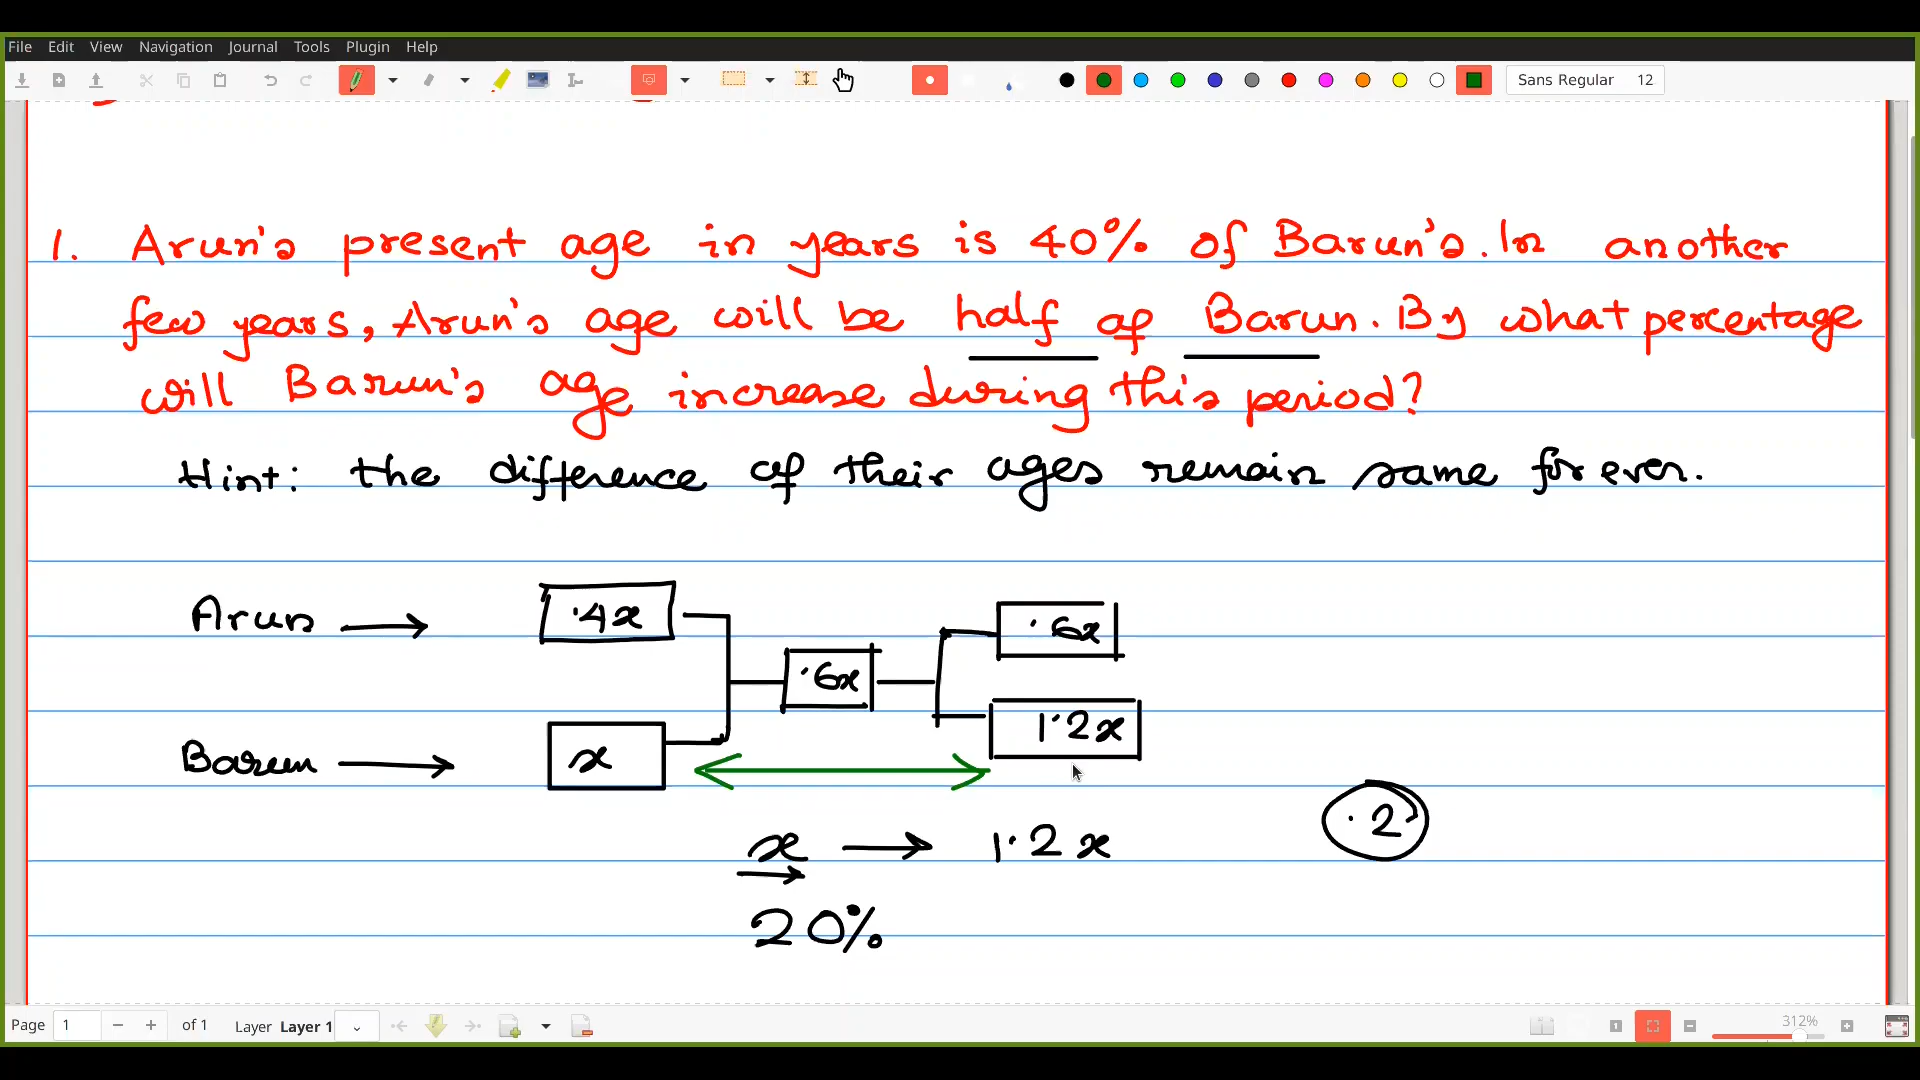 File Edit View Navigation Journal Tools Plugin Help
Sans Regular 12
1. Arun's present age in years is 40% of Barun's. In another
few years, Arun's age will be half of Barun. By what percentage
will Barun's age increase during this period?
Hint: the difference of their ages remain same for ever.
Arun → .4x .6x
.6x
Barun → x 1.2x
x → 1.2x .2
20%
Page 1 of 1 Layer Layer 1 312%